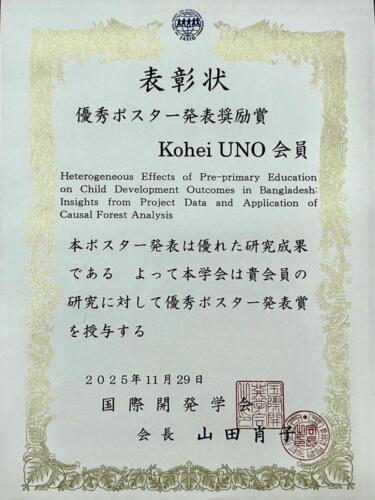 JASID
表彰状
優秀ポスター発表奨励賞
Kohei UNO 会員
Heterogeneous Effects of Pre-primary Education
on Child Development Outcomes in Bangladesh:
Insights from Project Data and Application of
Causal Forest Analysis
本ポスター発表は優れた研究成果
である よって本学会は貴会員の
研究に対して優秀ポスター発表賞
を授与する
2025年11月29日
国際開発学会
会長 山田肖子